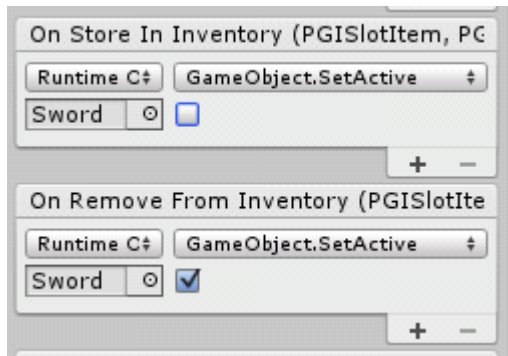 On Store In Inventory (PGISlotItem, PG
Runtime C GameObject.SetActive
Sword
+ −
On Remove From Inventory (PGISlotIte
Runtime C GameObject.SetActive
Sword
+ −